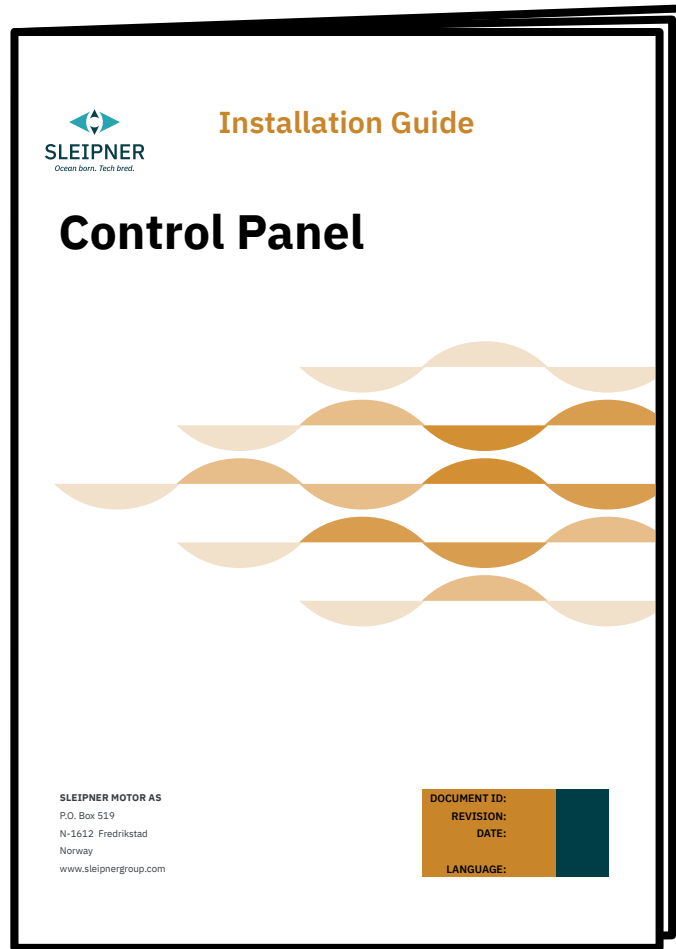 Installation Guide
SLEIPNER
Ocean born. Tech bred.
Control Panel
SLEIPNER MOTOR AS
P.O. Box 519
N-1612 Fredrikstad
Norway
www.sleipnergroup.com
DOCUMENT ID:
REVISION:
DATE:
LANGUAGE: